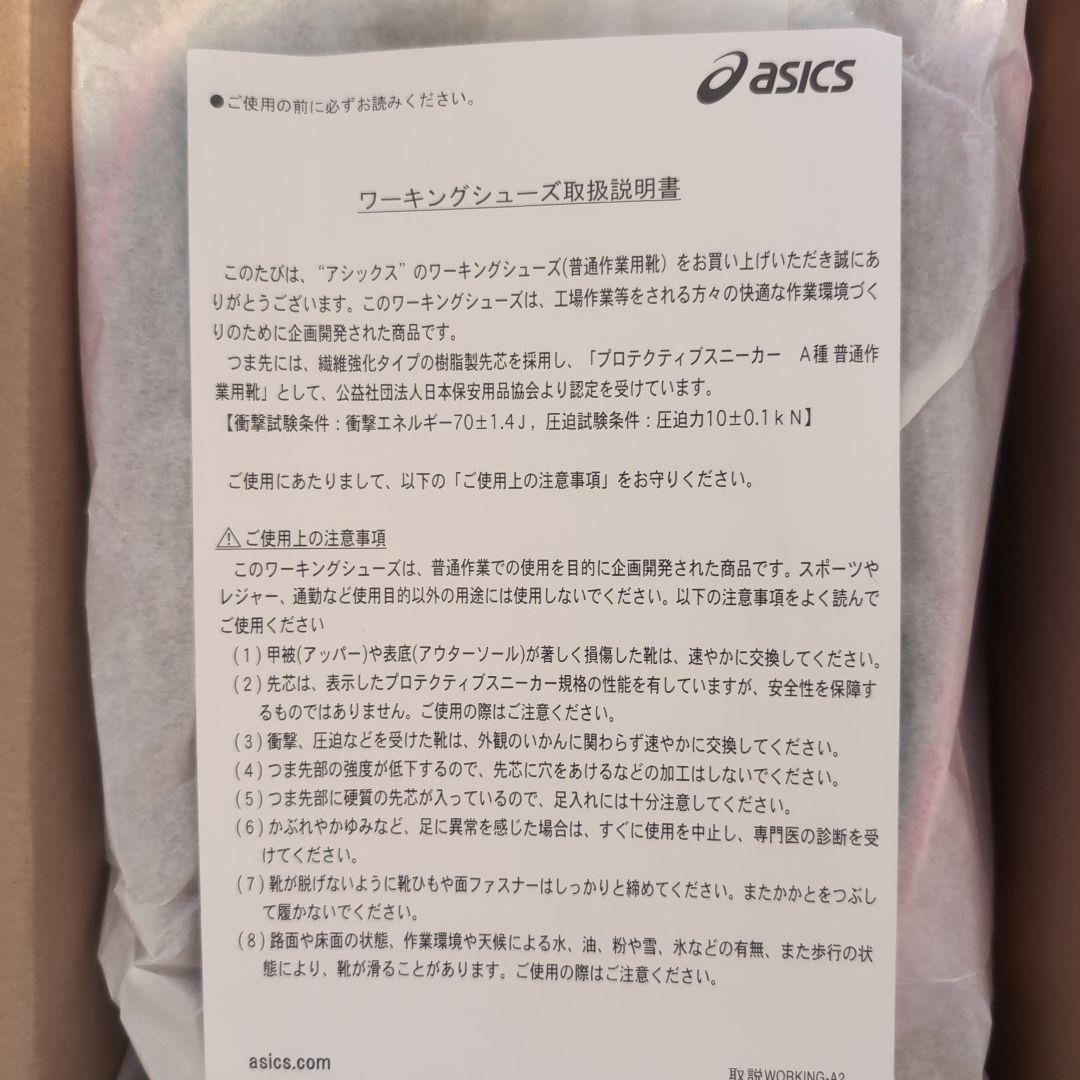 asics
●ご使用の前に必ずお読みください。
ワーキングシューズ取扱説明書
このたびは、“アシックス”のワーキングシューズ(普通作業用靴）をお買い上げいただき誠にあ
りがとうございます。このワーキングシューズは、工場作業等をされる方々の快適な作業環境づく
りのために企画開発された商品です。
つま先には、繊維強化タイプの樹脂製先芯を採用し、「プロテクティブスニーカー　Ａ種 普通作
業用靴」として、公益社団法人日本保安用品協会より認定を受けています。
【衝撃試験条件：衝撃エネルギー70±1.4Ｊ，圧迫試験条件：圧迫力10±0.1ｋＮ】
ご使用にあたりまして、以下の「ご使用上の注意事項」をお守りください。
⚠ご使用上の注意事項
このワーキングシューズは、普通作業での使用を目的に企画開発された商品です。スポーツや
レジャー、通勤など使用目的以外の用途には使用しないでください。以下の注意事項をよく読んで
ご使用ください
(１) 甲被(アッパー)や表底(アウターソール)が著しく損傷した靴は、速やかに交換してください。
(２) 先芯は、表示したプロテクティブスニーカー規格の性能を有していますが、安全性を保障す
るものではありません。ご使用の際はご注意ください。
(３) 衝撃、圧迫などを受けた靴は、外観のいかんに関わらず速やかに交換してください。
(４) つま先部の強度が低下するので、先芯に穴をあけるなどの加工はしないでください。
(５) つま先部に硬質の先芯が入っているので、足入れには十分注意してください。
(６) かぶれやかゆみなど、足に異常を感じた場合は、すぐに使用を中止し、専門医の診断を受
けてください。
(７) 靴が脱げないように靴ひもや面ファスナーはしっかりと締めてください。またかかとをつぶし
て履かないでください。
(８) 路面や床面の状態、作業環境や天候による水、油、粉や雪、氷などの有無、また歩行の状
態により、靴が滑ることがあります。ご使用の際はご注意ください。
asics.com
取説WORKING-A2